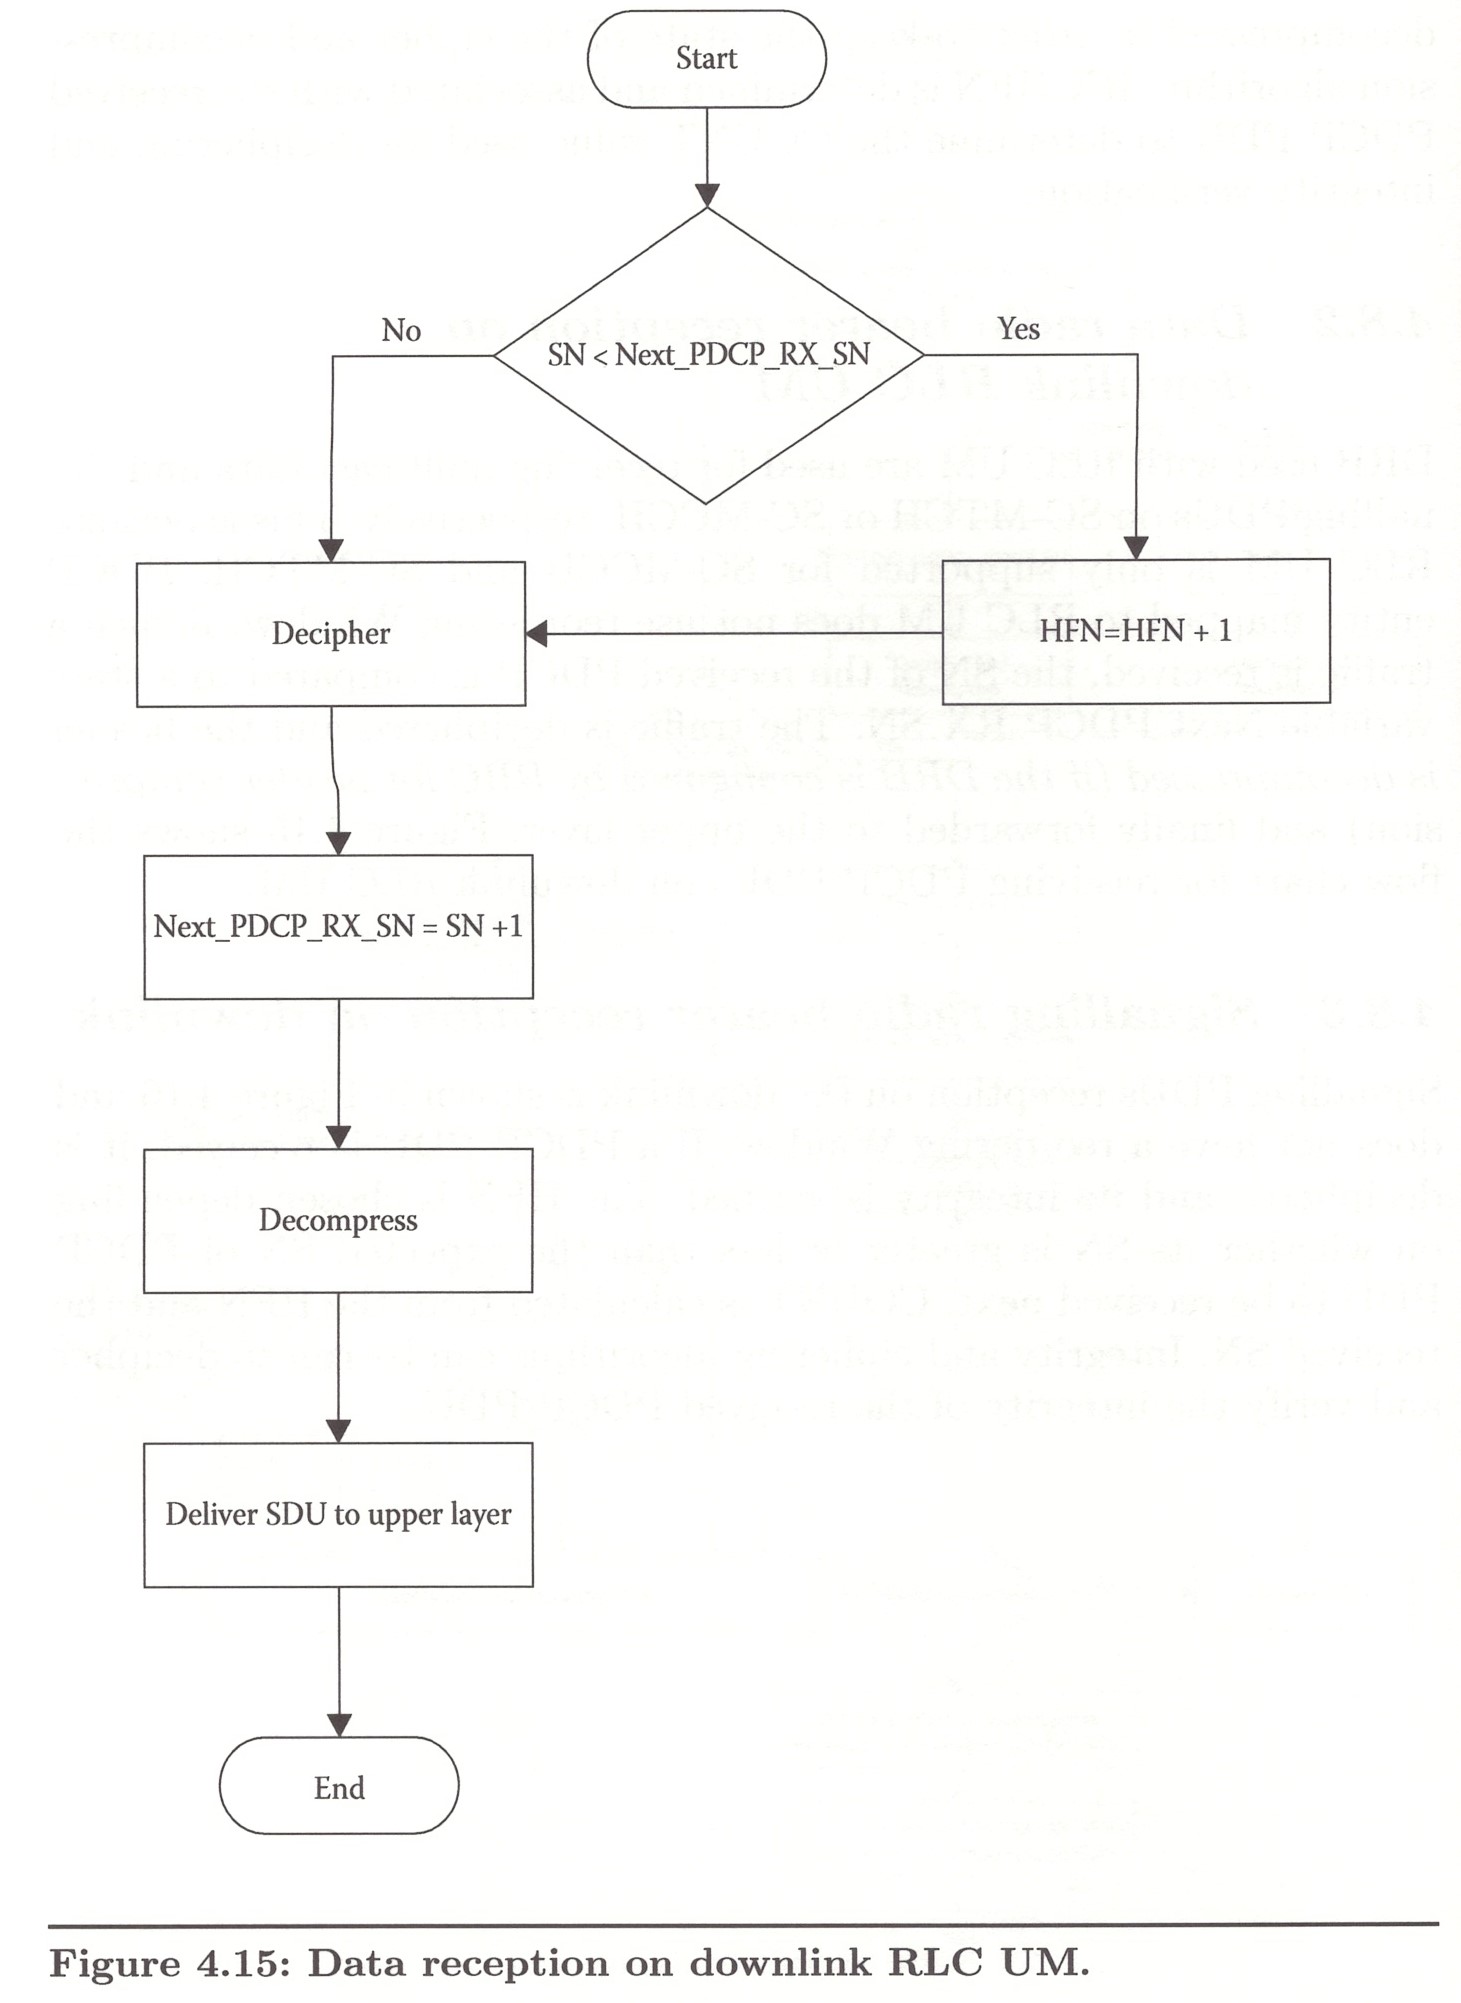 Start
No
SN < Next_PDCP_RX_SN
Yes
Decipher
HFN=HFN + 1
Next_PDCP_RX_SN = SN +1
Decompress
Deliver SDU to upper layer
End
Figure 4.15: Data reception on downlink RLC UM.